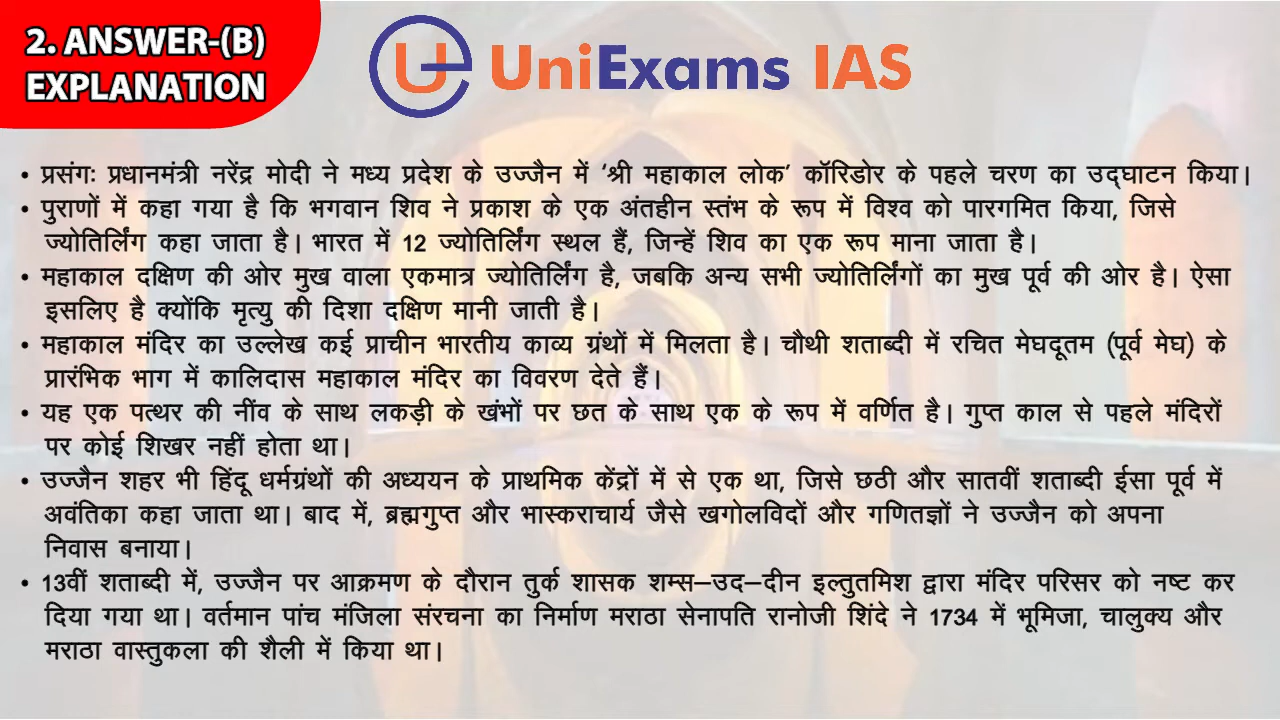 2. ANSWER-(B)
EXPLANATION
UniExams IAS
• प्रसंगः प्रधानमंत्री नरेंद्र मोदी ने मध्य प्रदेश के उज्जैन में ‘श्री महाकाल लोक’ कॉरिडोर के पहले चरण का उद्घाटन किया।
• पुराणों में कहा गया है कि भगवान शिव ने प्रकाश के एक अंतहीन स्तंभ के रूप में विश्व को पारगमित किया, जिसे
ज्योतिर्लिंग कहा जाता है। भारत में 12 ज्योतिर्लिंग स्थल हैं, जिन्हें शिव का एक रूप माना जाता है।
• महाकाल दक्षिण की ओर मुख वाला एकमात्र ज्योतिर्लिंग है, जबकि अन्य सभी ज्योतिर्लिंगों का मुख पूर्व की ओर है। ऐसा
इसलिए है क्योंकि मृत्यु की दिशा दक्षिण मानी जाती है।
• महाकाल मंदिर का उल्लेख कई प्राचीन भारतीय काव्य ग्रंथों में मिलता है। चौथी शताब्दी में रचित मेघदूतम (पूर्व मेघ) के
प्रारंभिक भाग में कालिदास महाकाल मंदिर का विवरण देते हैं।
• यह एक पत्थर की नींव के साथ लकड़ी के खंभों पर छत के साथ एक के रूप में वर्णित है। गुप्त काल से पहले मंदिरों
पर कोई शिखर नहीं होता था।
• उज्जैन शहर भी हिंदू धर्मग्रंथों की अध्ययन के प्राथमिक केंद्रों में से एक था, जिसे छठी और सातवीं शताब्दी ईसा पूर्व में
अवंतिका कहा जाता था। बाद में, ब्रह्मगुप्त और भास्कराचार्य जैसे खगोलविदों और गणितज्ञों ने उज्जैन को अपना
निवास बनाया।
• 13वीं शताब्दी में, उज्जैन पर आक्रमण के दौरान तुर्क शासक शम्स–उद–दीन इल्तुतमिश द्वारा मंदिर परिसर को नष्ट कर
दिया गया था। वर्तमान पांच मंजिला संरचना का निर्माण मराठा सेनापति रानोजी शिंदे ने 1734 में भूमिजा, चालुक्य और
मराठा वास्तुकला की शैली में किया था।